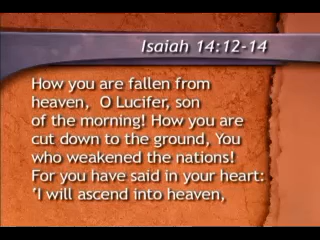 Isaiah 14:12-14
How you are fallen from
heaven, O Lucifer, son
of the morning! How you are
cut down to the ground, You
who weakened the nations!
For you have said in your heart:
‘I will ascend into heaven,